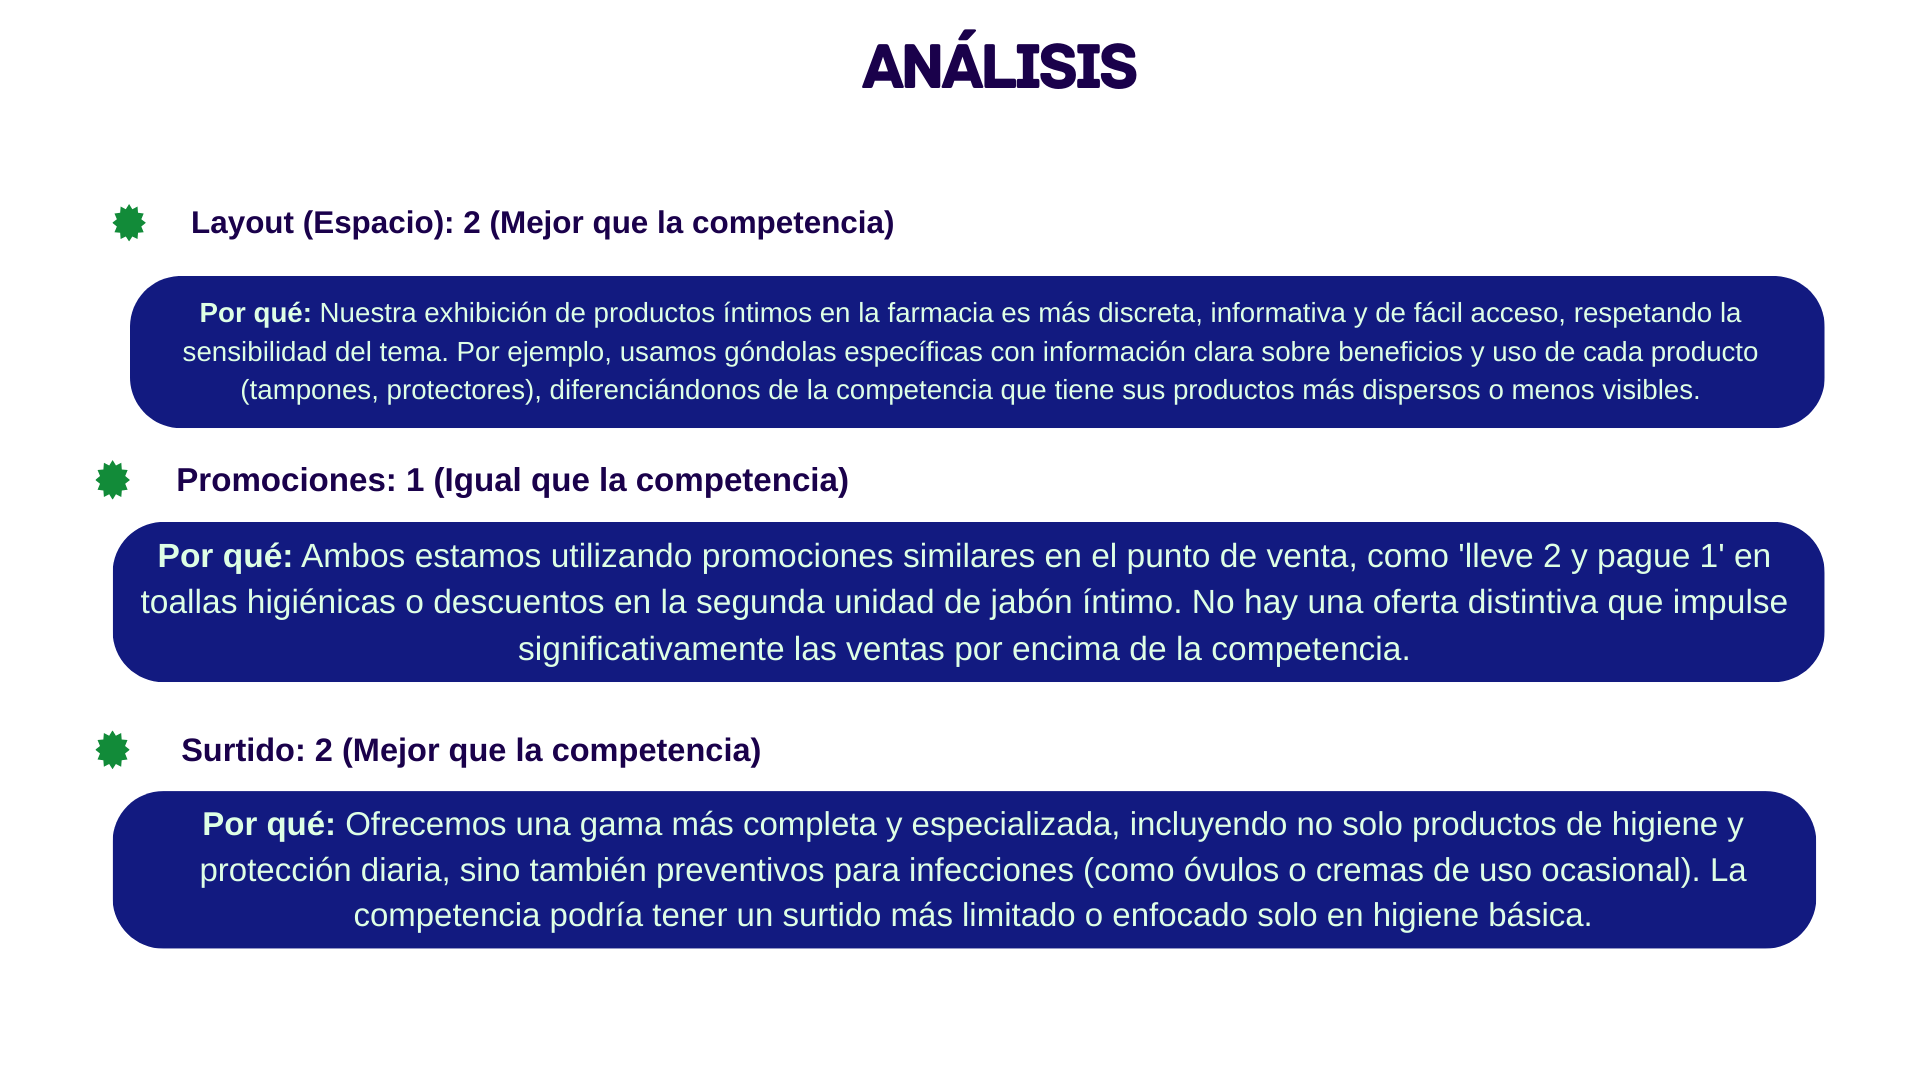 ANÁLISIS
Layout (Espacio): 2 (Mejor que la competencia)
Por qué: Nuestra exhibición de productos íntimos en la farmacia es más discreta, informativa y de fácil acceso, respetando la
sensibilidad del tema. Por ejemplo, usamos góndolas específicas con información clara sobre beneficios y uso de cada producto
(tampones, protectores), diferenciándonos de la competencia que tiene sus productos más dispersos o menos visibles.
Promociones: 1 (Igual que la competencia)
Por qué: Ambos estamos utilizando promociones similares en el punto de venta, como 'lleve 2 y pague 1' en
toallas higiénicas o descuentos en la segunda unidad de jabón íntimo. No hay una oferta distintiva que impulse
significativamente las ventas por encima de la competencia.
Surtido: 2 (Mejor que la competencia)
Por qué: Ofrecemos una gama más completa y especializada, incluyendo no solo productos de higiene y
protección diaria, sino también preventivos para infecciones (como óvulos o cremas de uso ocasional). La
competencia podría tener un surtido más limitado o enfocado solo en higiene básica.